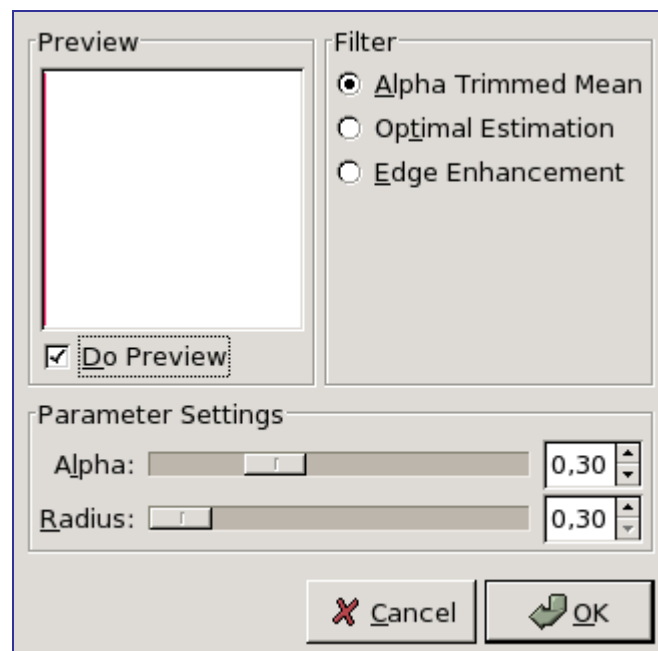 Preview
Filter
Alpha Trimmed Mean
Optimal Estimation
Edge Enhancement
Do Preview
Parameter Settings
Alpha: 0,30
Radius: 0,30
Cancel OK